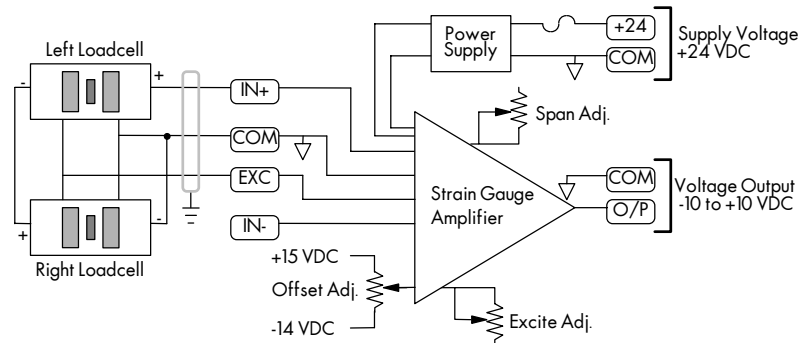 Left Loadcell
+
-
Right Loadcell
+
-
IN+
COM
EXC
IN-
+15 VDC
Offset Adj.
-14 VDC
Power
Supply
+24
COM
Supply Voltage
+24 VDC
Span Adj.
Strain Gauge
Amplifier
COM
O/P
Voltage Output
-10 to +10 VDC
Excite Adj.